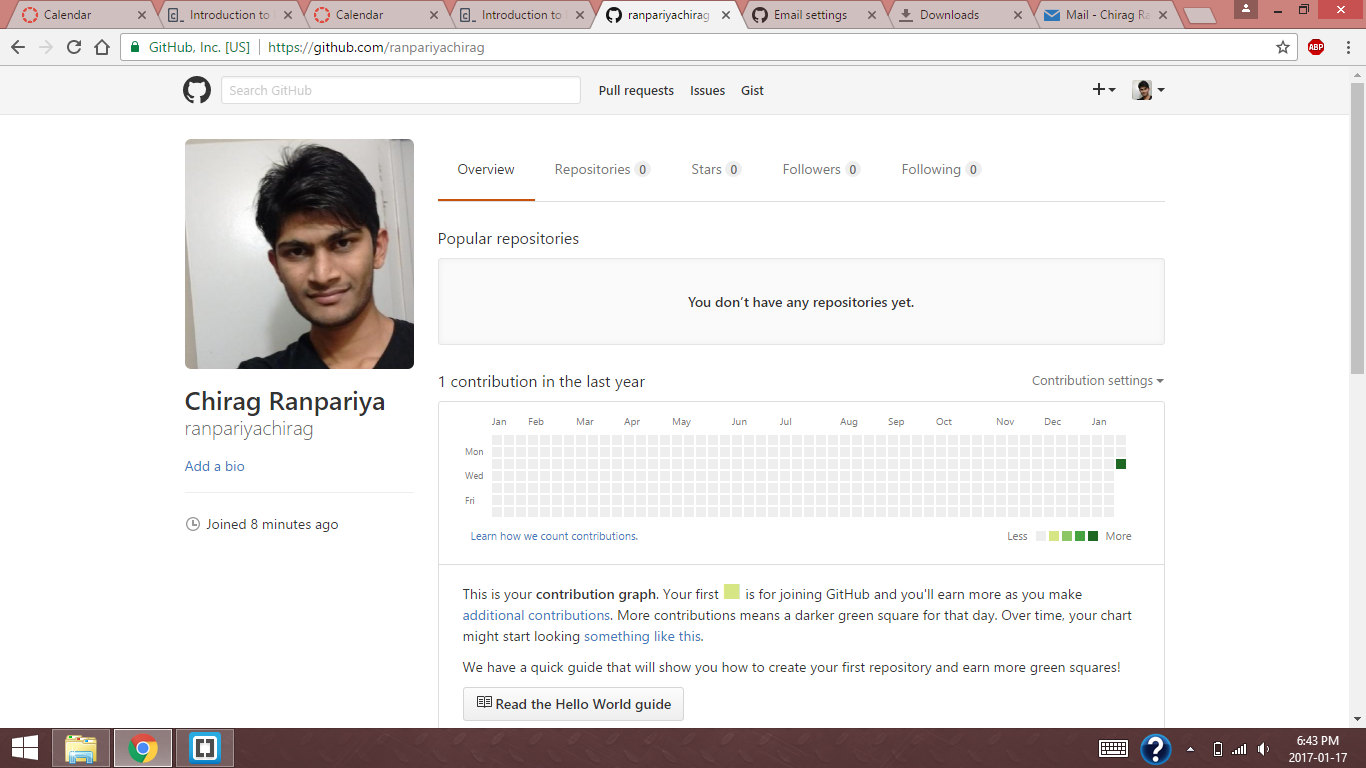 Calendar
Introduction to
Calendar
Introduction to
ranpariyachirag
Email settings
Downloads
Mail - Chirag Ra
GitHub, Inc. [US] https://github.com/ranpariyachirag
ABP
Search GitHub
Pull requests Issues Gist
Overview Repositories 0 Stars 0 Followers 0 Following 0
Popular repositories
You don’t have any repositories yet.
Chirag Ranpariya
ranpariyachirag
Add a bio
Joined 8 minutes ago
1 contribution in the last year
Contribution settings
Jan Feb Mar Apr May Jun Jul Aug Sep Oct Nov Dec Jan
Mon
Wed
Fri
Learn how we count contributions.
Less More
This is your contribution graph. Your first is for joining GitHub and you'll earn more as you make
additional contributions. More contributions means a darker green square for that day. Over time, your chart
might start looking something like this.
We have a quick guide that will show you how to create your first repository and earn more green squares!
Read the Hello World guide
6:43 PM
2017-01-17